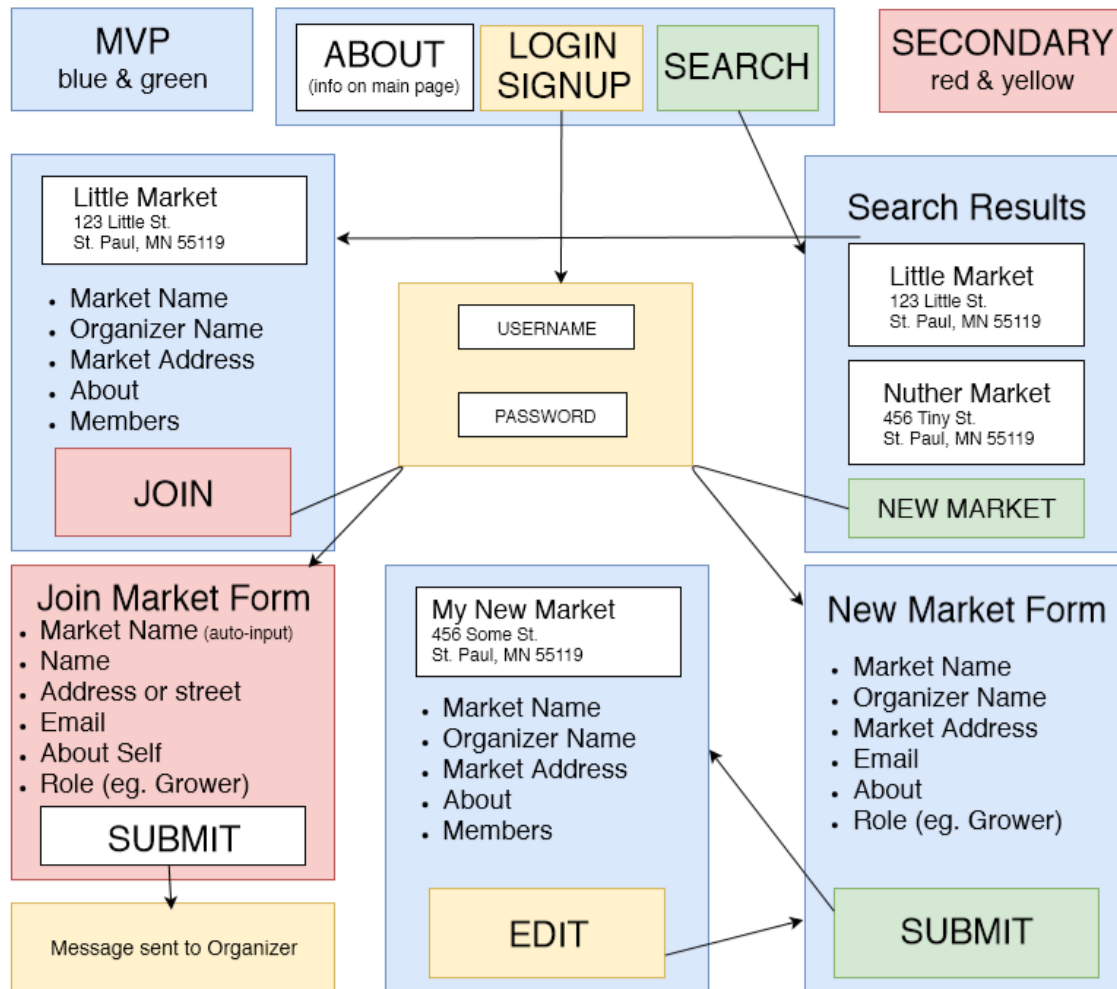 MVP
blue & green
ABOUT
(info on main page)
LOGIN
SIGNUP
SEARCH
SECONDARY
red & yellow
Little Market
123 Little St.
St. Paul, MN 55119
Market Name
Organizer Name
Market Address
About
Members
JOIN
USERNAME
PASSWORD
Search Results
Little Market
123 Little St.
St. Paul, MN 55119
Nuther Market
456 Tiny St.
St. Paul, MN 55119
NEW MARKET
Join Market Form
Market Name (auto-input)
Name
Address or street
Email
About Self
Role (eg. Grower)
SUBMIT
Message sent to Organizer
My New Market
456 Some St.
St. Paul, MN 55119
Market Name
Organizer Name
Market Address
About
Members
EDIT
New Market Form
Market Name
Organizer Name
Market Address
Email
About
Role (eg. Grower)
SUBMIT